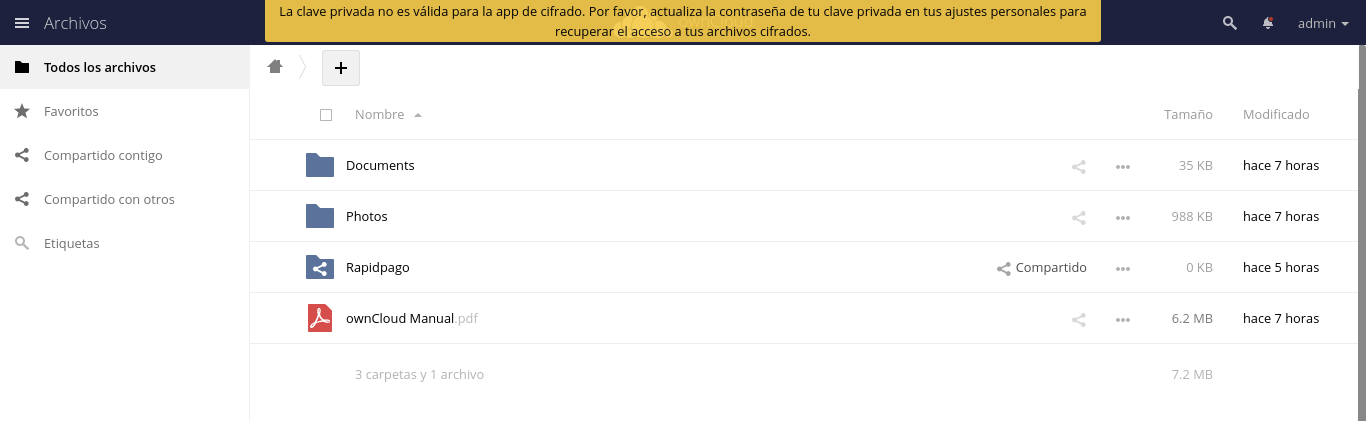 La clave privada no es válida para la app de cifrado. Por favor, actualiza la contraseña de tu clave privada en tus ajustes personales para
recuperar el acceso a tus archivos cifrados.
Archivos
ownCloud
admin
Todos los archivos
Favoritos
Compartido contigo
Compartido con otros
Etiquetas
+
Nombre Tamaño Modificado
Documents 35 KB hace 7 horas
Photos 988 KB hace 7 horas
Rapidpago Compartido 0 KB hace 5 horas
ownCloud Manual.pdf 6.2 MB hace 7 horas
3 carpetas y 1 archivo 7.2 MB